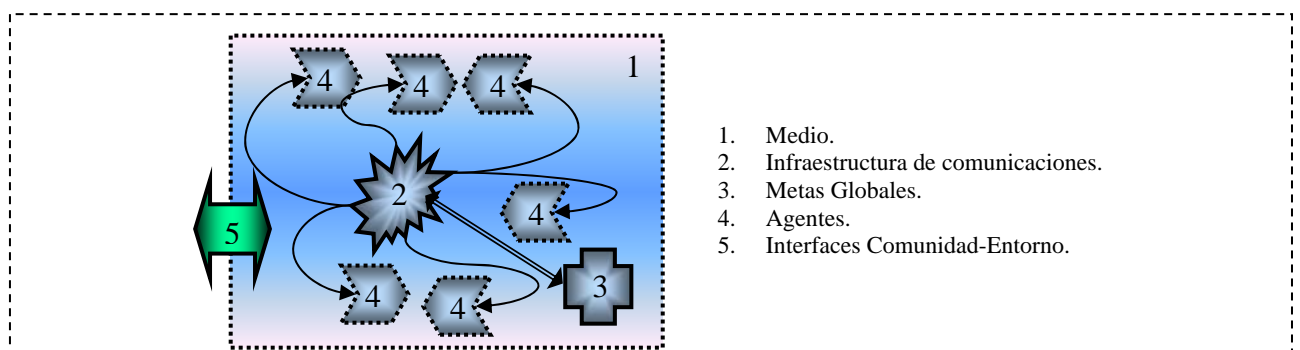 4
4
4
1
2
4
5
3
4
4
1. Medio.
2. Infraestructura de comunicaciones.
3. Metas Globales.
4. Agentes.
5. Interfaces Comunidad-Entorno.